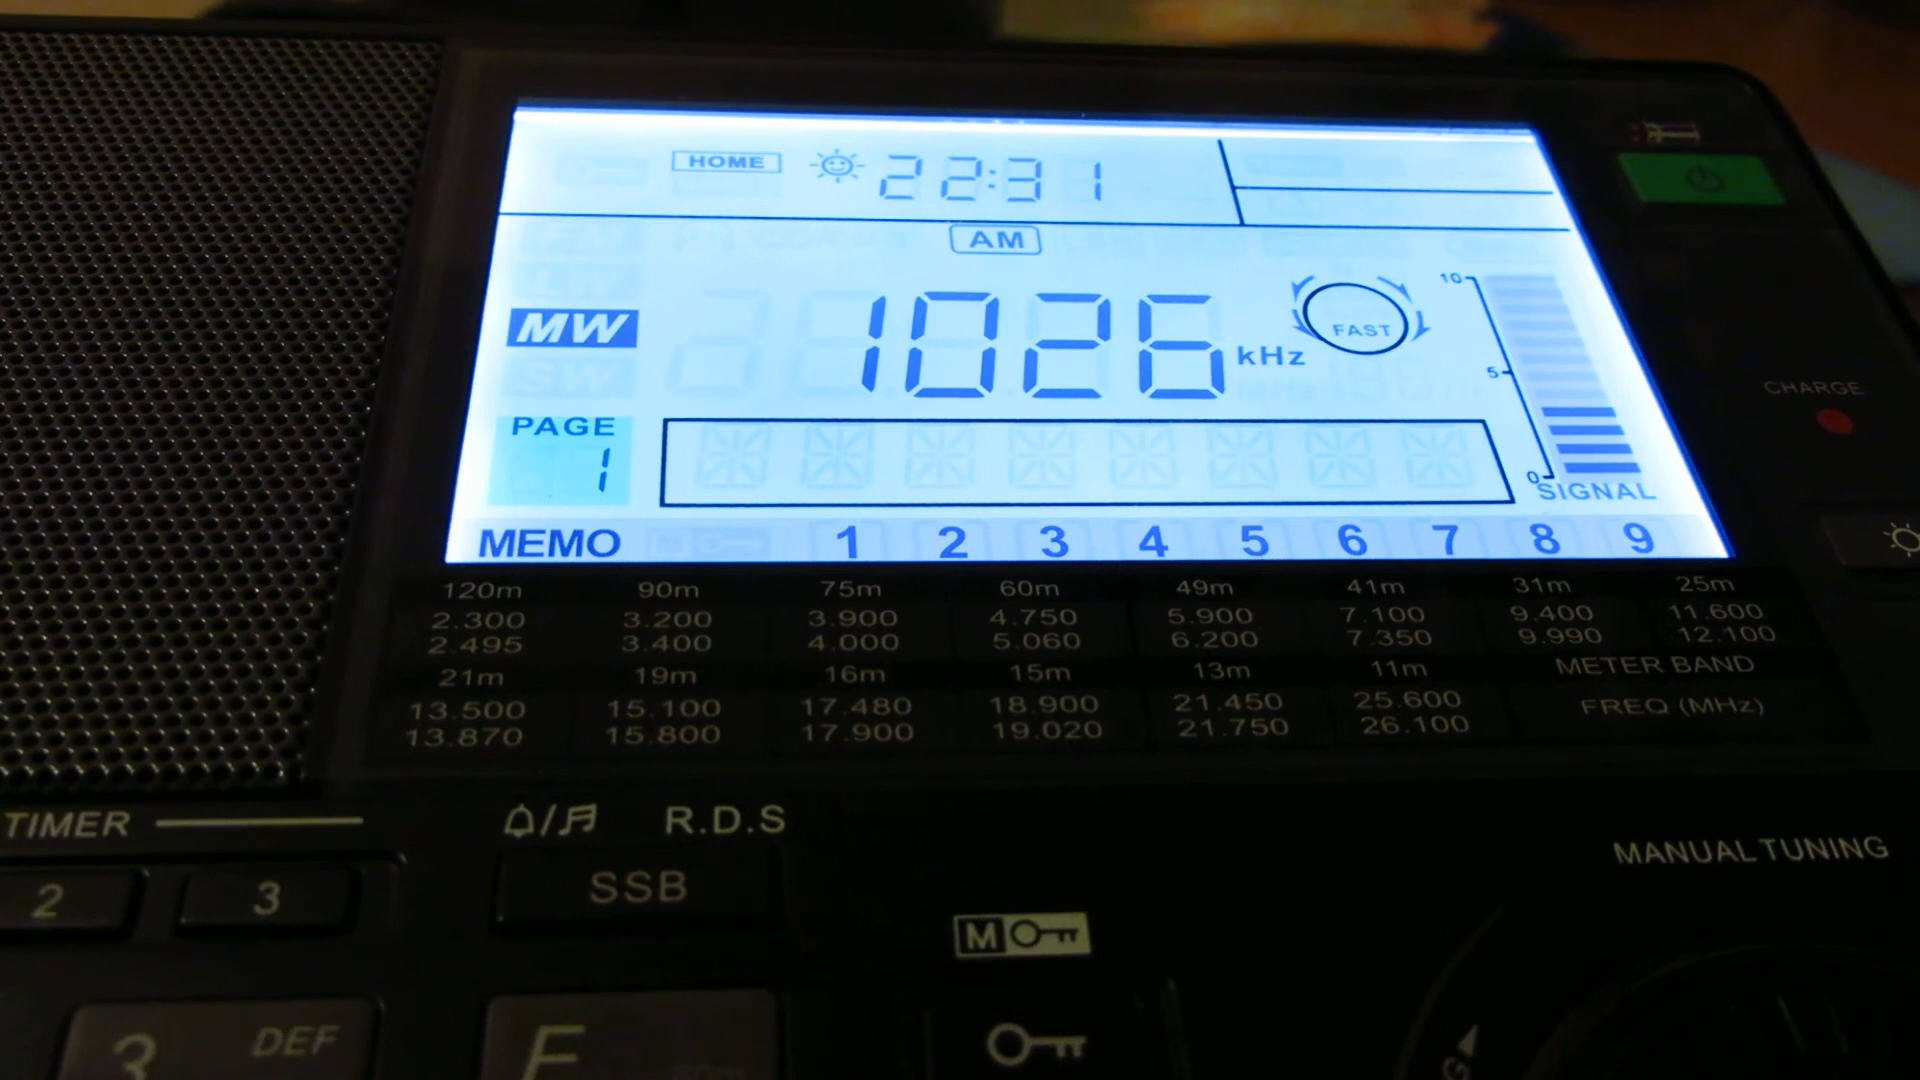 HOME 22:31
AM
MW 1026 kHz FAST
10
5
0
SIGNAL
PAGE
1
MEMO 1 2 3 4 5 6 7 8 9
CHARGE
120m 90m 75m 60m 49m 41m 31m 25m
2.300 3.200 3.900 4.750 5.900 7.100 9.400 11.600
2.495 3.400 4.000 5.060 6.200 7.350 9.990 12.100
21m 19m 16m 15m 13m 11m METER BAND
13.500 15.100 17.480 18.900 21.450 25.600 FREQ (MHz)
13.870 15.800 17.900 19.020 21.750 26.100
TIMER R.D.S
2 3 SSB
MANUAL TUNING
M
3 DEF F